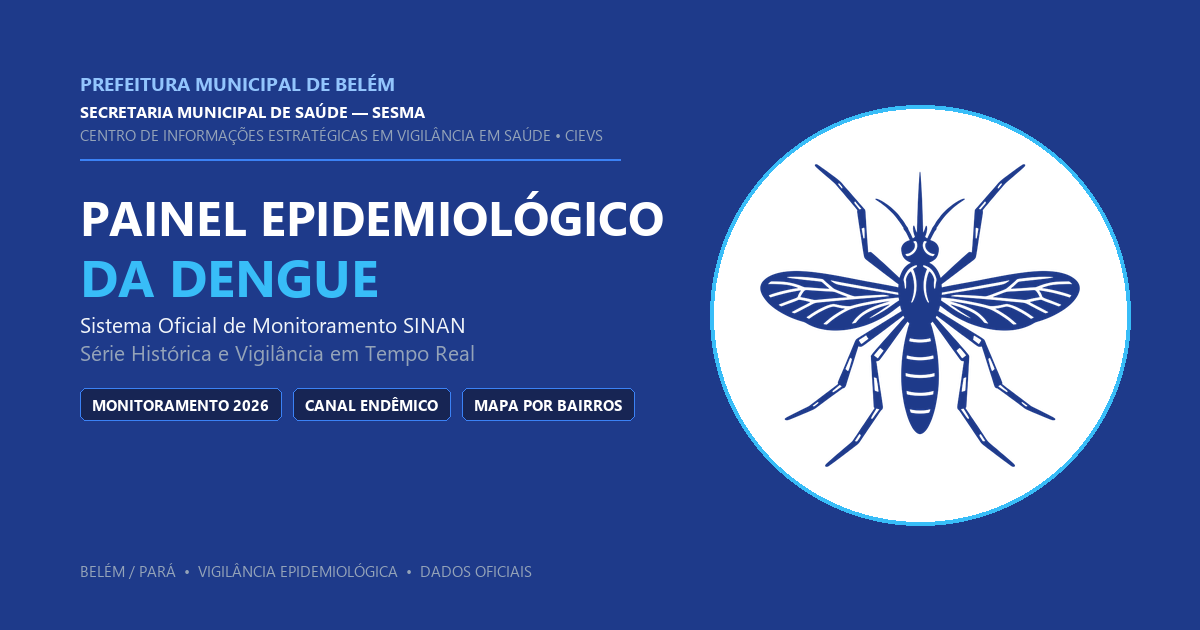 PREFEITURA MUNICIPAL DE BELÉM
SECRETARIA MUNICIPAL DE SAÚDE — SESMA
CENTRO DE INFORMAÇÕES ESTRATÉGICAS EM VIGILÂNCIA EM SAÚDE • CIEVS
PAINEL EPIDEMIOLÓGICO
DA DENGUE
Sistema Oficial de Monitoramento SINAN
Série Histórica e Vigilância em Tempo Real
MONITORAMENTO 2026
CANAL ENDÊMICO
MAPA POR BAIRROS
BELÉM / PARÁ • VIGILÂNCIA EPIDEMIOLÓGICA • DADOS OFICIAIS